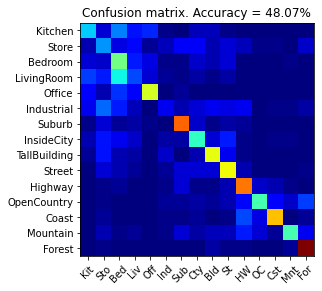 Confusion matrix. Accuracy = 48.07%
Kitchen
Store
Bedroom
LivingRoom
Office
Industrial
Suburb
InsideCity
TallBuilding
Street
Highway
OpenCountry
Coast
Mountain
Forest
Kit Sto Bed Liv Off Ind Sub Cty Bld St HW OC Cst Mnt For